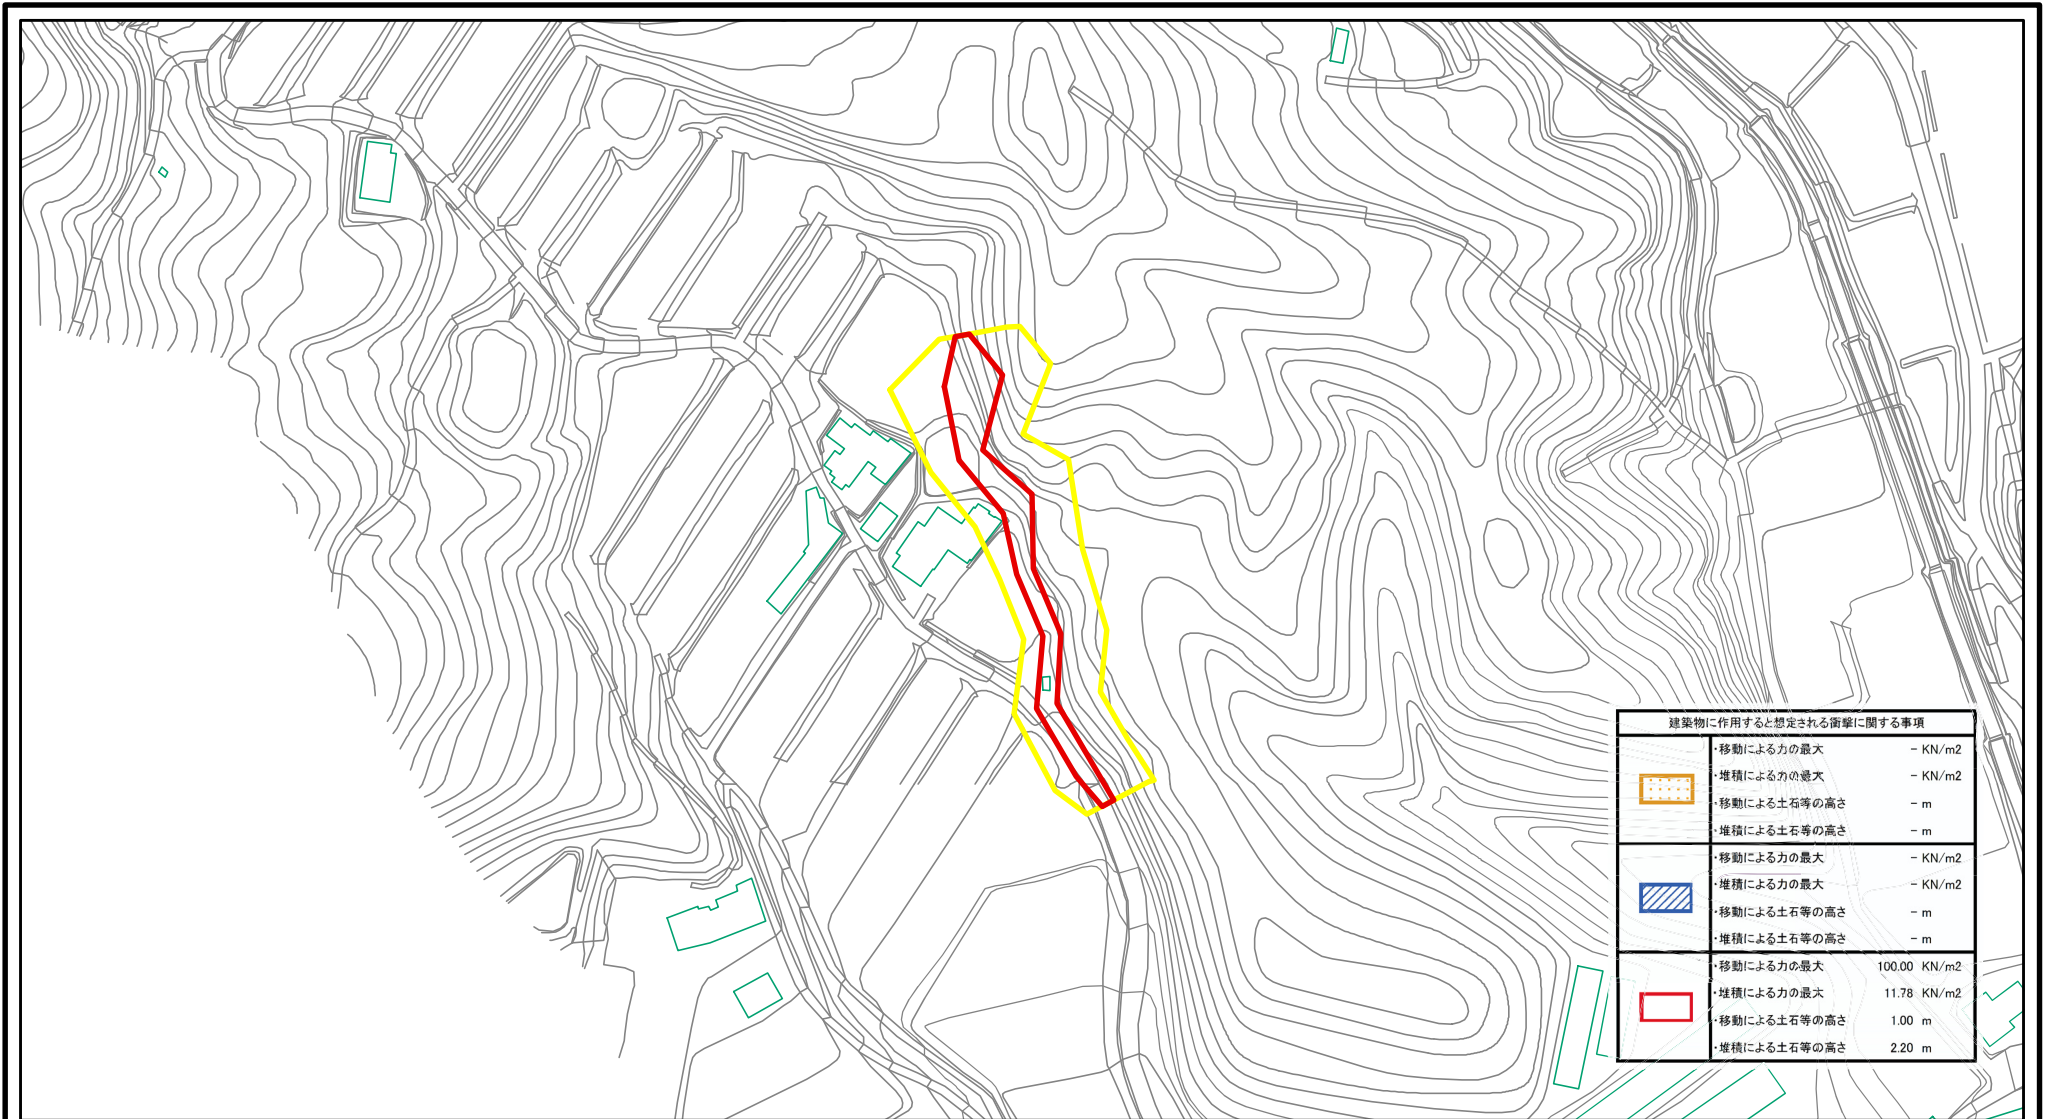 建築物に作用すると想定される衝撃に関する事項
・移動による力の最大 - KN/m2
・堆積による力の最大 - KN/m2
・移動による土石等の高さ - m
・堆積による土石等の高さ - m
・移動による力の最大 - KN/m2
・堆積による力の最大 - KN/m2
・移動による土石等の高さ - m
・堆積による土石等の高さ - m
・移動による力の最大 100.00 KN/m2
・堆積による力の最大 11.78 KN/m2
・移動による土石等の高さ 1.00 m
・堆積による土石等の高さ 2.20 m